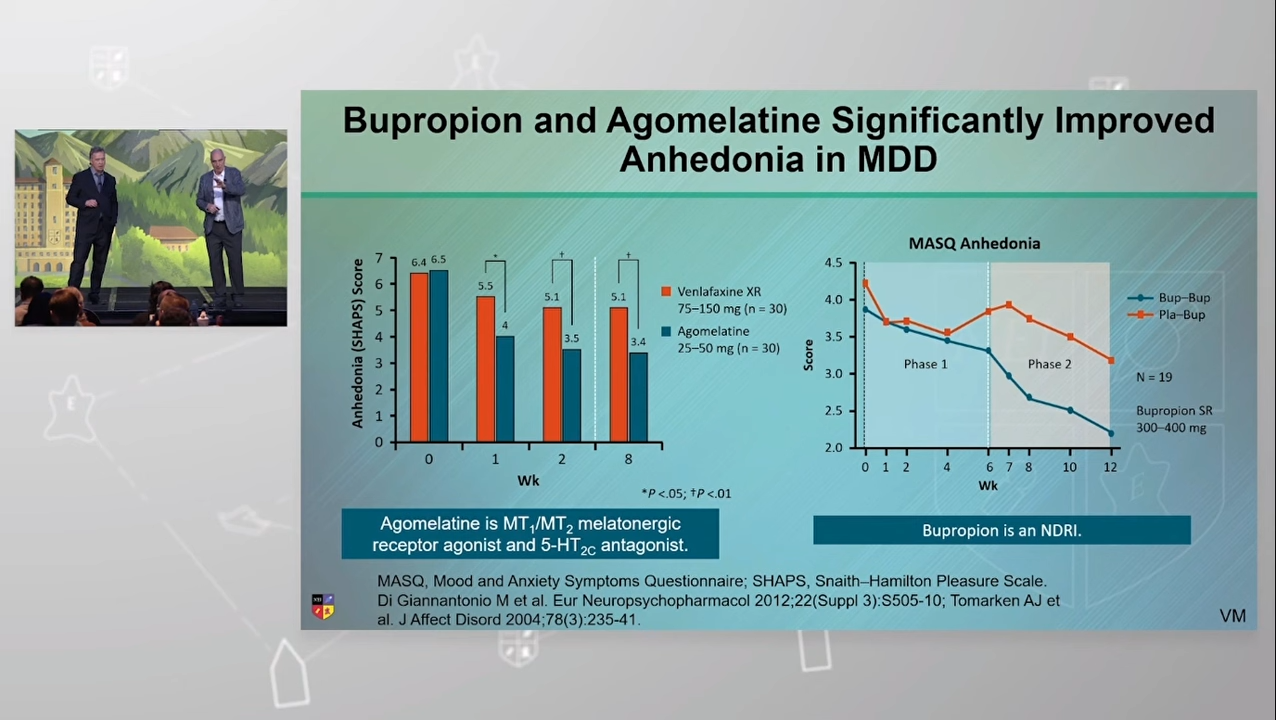 Bupropion and Agomelatine Significantly Improved
Anhedonia in MDD
Anhedonia (SHAPS) Score
7
6
5
4
3
2
1
0
6.4
6.5
5.5
*
4
5.1
†
3.5
5.1
†
3.4
0
1
2
8
Wk
Venlafaxine XR
75–150 mg (n = 30)
Agomelatine
25–50 mg (n = 30)
*P <.05; †P <.01
Agomelatine is MT1/MT2 melatonergic
receptor agonist and 5-HT2C antagonist.
MASQ Anhedonia
Score
4.5
4.0
3.5
3.0
2.5
2.0
Phase 1
Phase 2
0
1
2
4
6
7
8
10
12
Wk
Bup–Bup
Pla–Bup
N = 19
Bupropion SR
300–400 mg
Bupropion is an NDRI.
MASQ, Mood and Anxiety Symptoms Questionnaire; SHAPS, Snaith–Hamilton Pleasure Scale.
Di Giannantonio M et al. Eur Neuropsychopharmacol 2012;22(Suppl 3):S505-10; Tomarken AJ et
al. J Affect Disord 2004;78(3):235-41.
VM